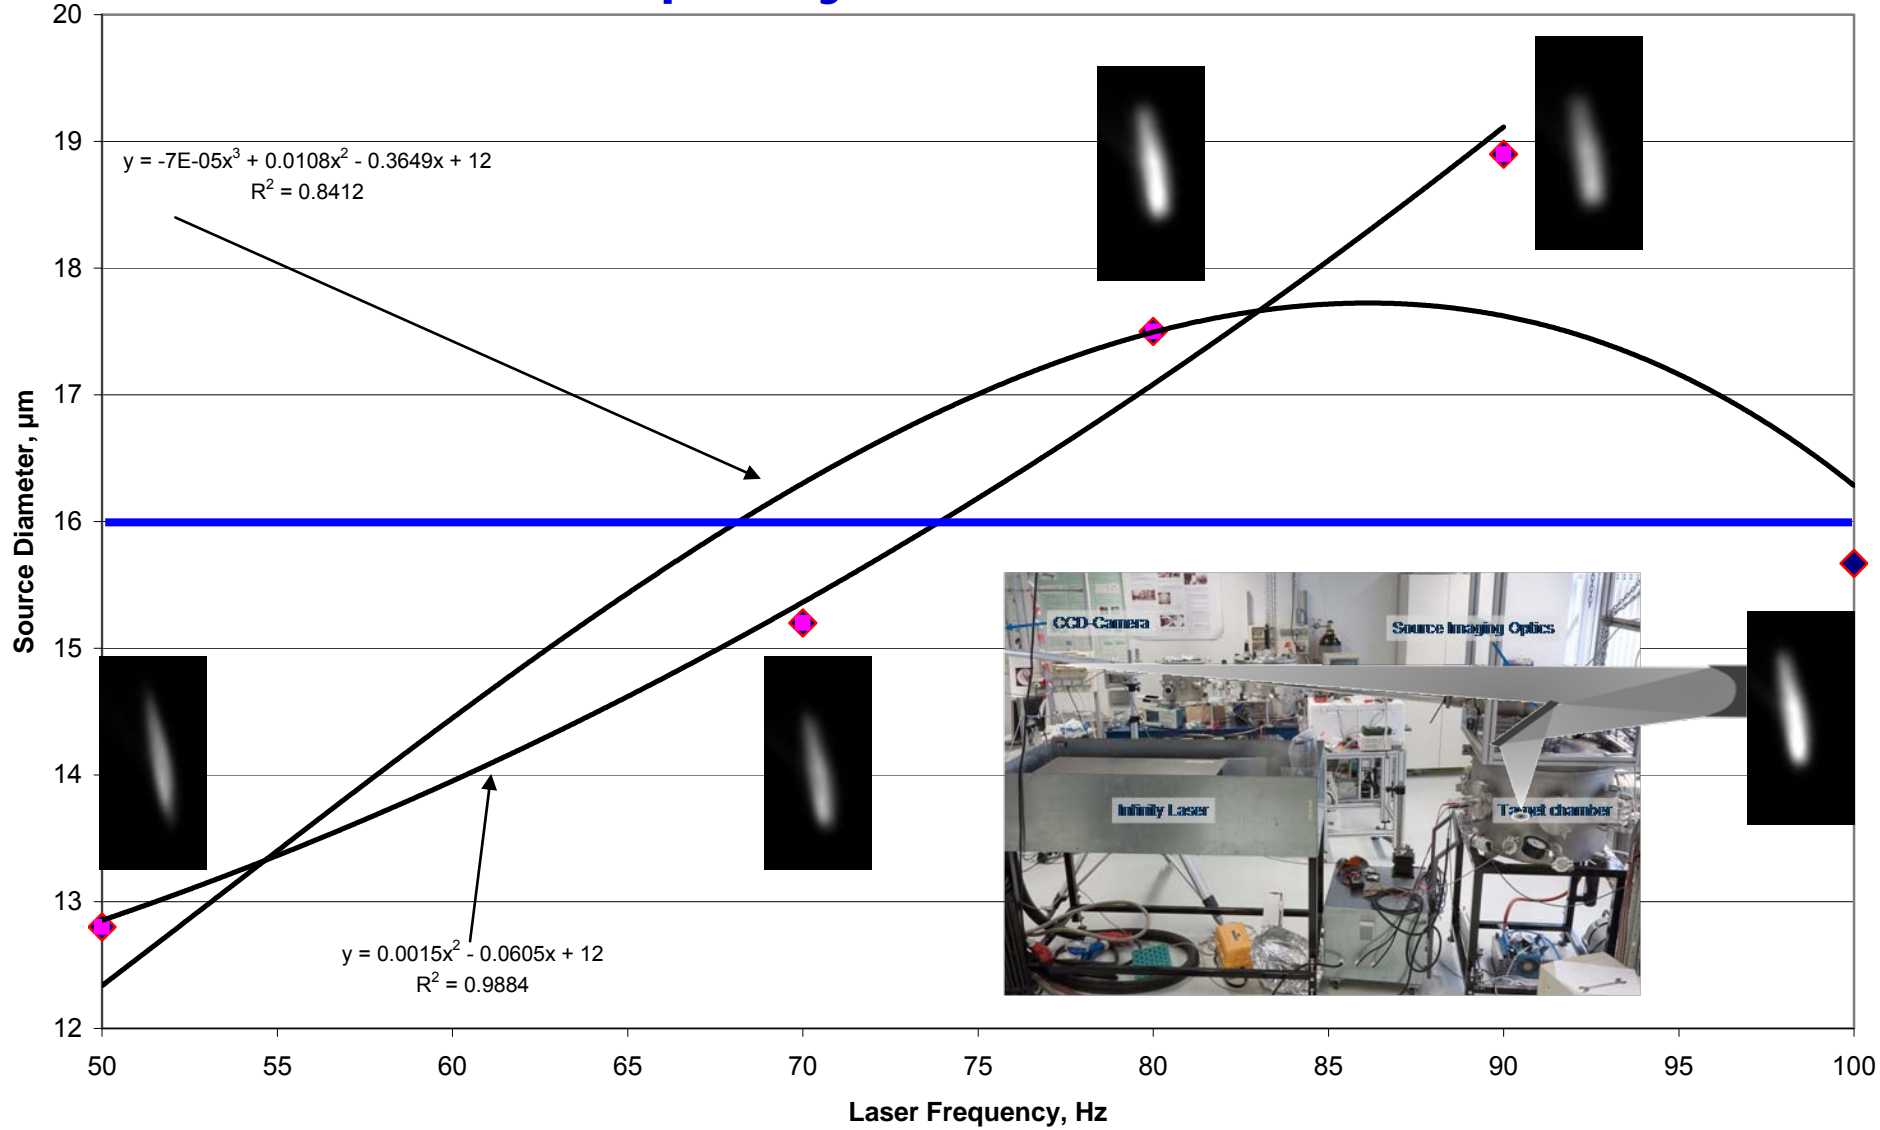 20
19
18
17
16
15
14
13
12
Source Diameter, µm
y = -7E-05x³ + 0.0108x² - 0.3649x + 12
R² = 0.8412
y = 0.0015x² - 0.0605x + 12
R² = 0.9884
CCD-Camera
Source Imaging Optics
Infinity Laser
Target chamber
50 55 60 65 70 75 80 85 90 95 100
Laser Frequency, Hz